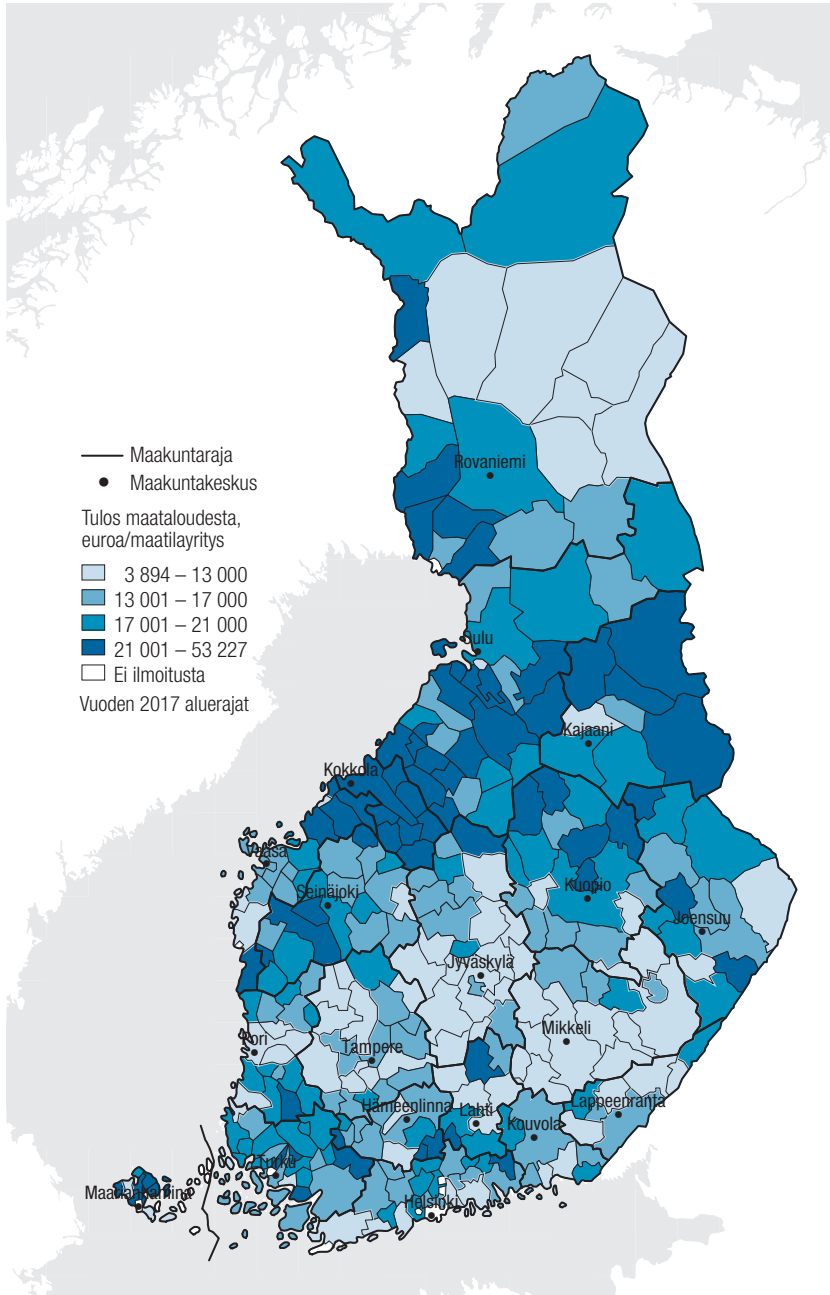 Maakuntaraja
Maakuntakeskus
Tulos maataloudesta,
euroa/maatilayritys
3 894 – 13 000
13 001 – 17 000
17 001 – 21 000
21 001 – 53 227
Ei ilmoitusta
Vuoden 2017 aluerajat
Rovaniemi
Oulu
Kajaani
Kokkola
Vaasa
Seinäjoki
Kuopio
Joensuu
Jyväskylä
Mikkeli
Pori
Tampere
Hämeenlinna
Lahti
Kouvola
Lappeenranta
Turku
Maarianhamina
Helsinki